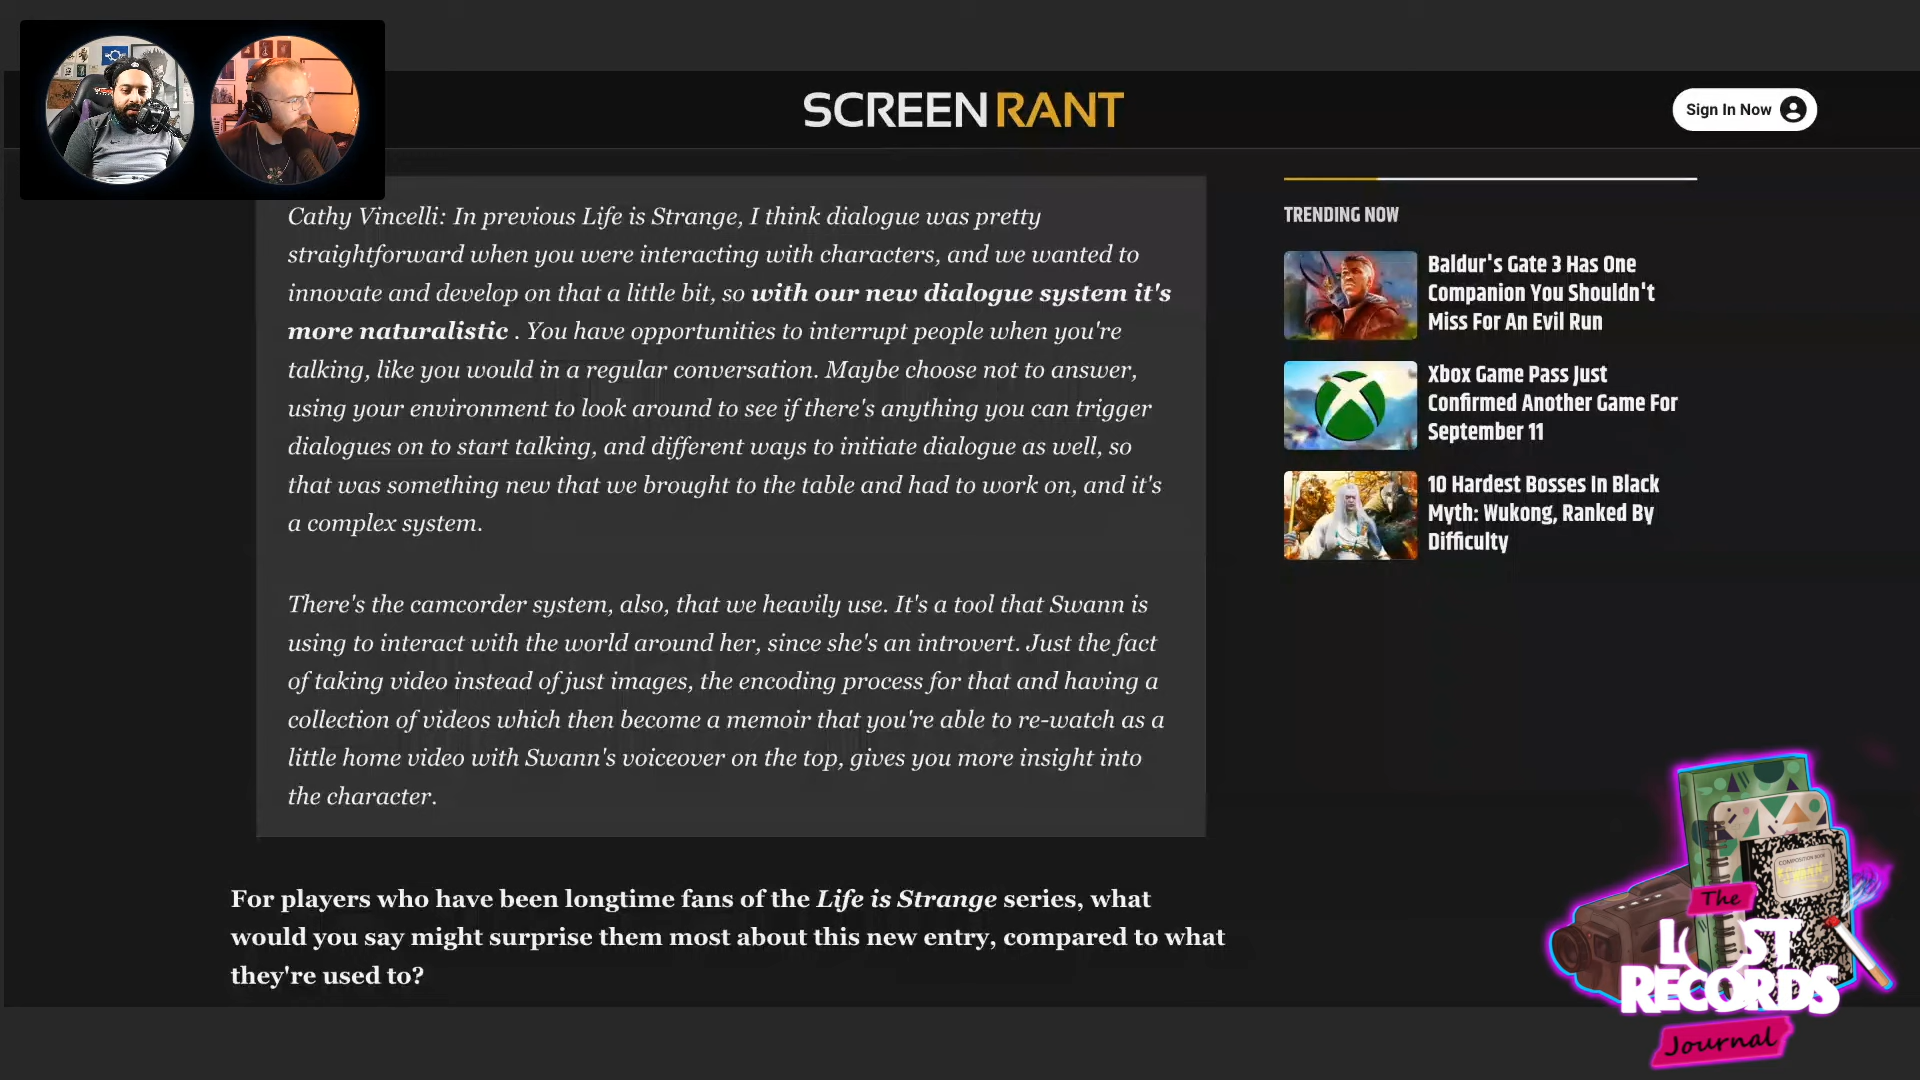 SCREENRANT
Sign In Now
Cathy Vincelli: In previous Life is Strange, I think dialogue was pretty
straightforward when you were interacting with characters, and we wanted to
innovate and develop on that a little bit, so with our new dialogue system it's
more naturalistic . You have opportunities to interrupt people when you're
talking, like you would in a regular conversation. Maybe choose not to answer,
using your environment to look around to see if there's anything you can trigger
dialogues on to start talking, and different ways to initiate dialogue as well, so
that was something new that we brought to the table and had to work on, and it's
a complex system.
There's the camcorder system, also, that we heavily use. It's a tool that Swann is
using to interact with the world around her, since she's an introvert. Just the fact
of taking video instead of just images, the encoding process for that and having a
collection of videos which then become a memoir that you're able to re-watch as a
little home video with Swann's voiceover on the top, gives you more insight into
the character.
For players who have been longtime fans of the Life is Strange series, what
would you say might surprise them most about this new entry, compared to what
they're used to?
TRENDING NOW
Baldur's Gate 3 Has One
Companion You Shouldn't
Miss For An Evil Run
Xbox Game Pass Just
Confirmed Another Game For
September 11
10 Hardest Bosses In Black
Myth: Wukong, Ranked By
Difficulty
COMPOSITION BOOK
The
LOST
RECORDS
Journal